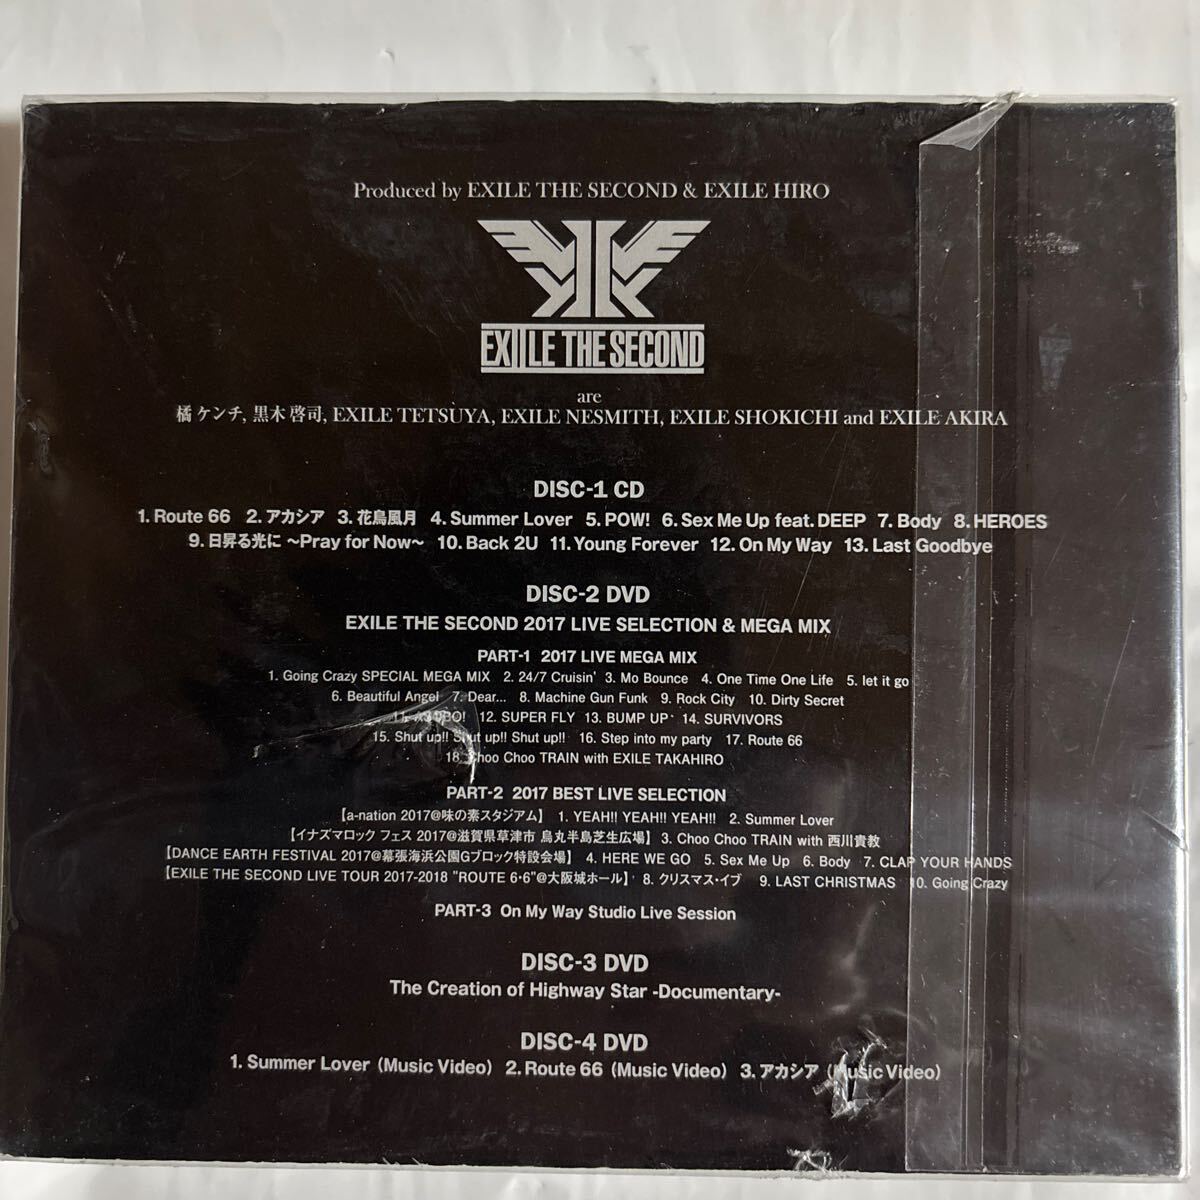 Produced by EXILE THE SECOND & EXILE HIRO
EXILE THE SECOND
are
橘 ケンチ, 黒木 啓司, EXILE TETSUYA, EXILE NESMITH, EXILE SHOKICHI and EXILE AKIRA
DISC-1 CD
1. Route 66 2. アカシア 3. 花鳥風月 4. Summer Lover 5. POW! 6. Sex Me Up feat. DEEP 7. Body 8. HEROES
9. 日昇る光に ～Pray for Now～ 10. Back 2U 11. Young Forever 12. On My Way 13. Last Goodbye
DISC-2 DVD
EXILE THE SECOND 2017 LIVE SELECTION & MEGA MIX
PART-1 2017 LIVE MEGA MIX
1. Going Crazy SPECIAL MEGA MIX 2. 24/7 Cruisin' 3. Mo Bounce 4. One Time One Life 5. let it go
6. Beautiful Angel 7. Dear... 8. Machine Gun Funk 9. Rock City 10. Dirty Secret
11. 12. SUPER FLY 13. BUMP UP 14. SURVIVORS
15. Shut up!! Shut up!! Shut up!! 16. Step into my party 17. Route 66
18. Choo Choo TRAIN with EXILE TAKAHIRO
PART-2 2017 BEST LIVE SELECTION
【a-nation 2017@味の素スタジアム】 1. YEAH!! YEAH!! YEAH!! 2. Summer Lover
【イナズマロック フェス 2017@滋賀県草津市 烏丸半島芝生広場】 3. Choo Choo TRAIN with 西川貴教
【DANCE EARTH FESTIVAL 2017@幕張海浜公園Gブロック特設会場】 4. HERE WE GO 5. Sex Me Up 6. Body 7. CLAP YOUR HANDS
【EXILE THE SECOND LIVE TOUR 2017-2018 "ROUTE 6・6"@大阪城ホール】 8. クリスマス・イブ 9. LAST CHRISTMAS 10. Going Crazy
PART-3 On My Way Studio Live Session
DISC-3 DVD
The Creation of Highway Star -Documentary-
DISC-4 DVD
1. Summer Lover (Music Video) 2. Route 66 (Music Video) 3. アカシア (Music Video)